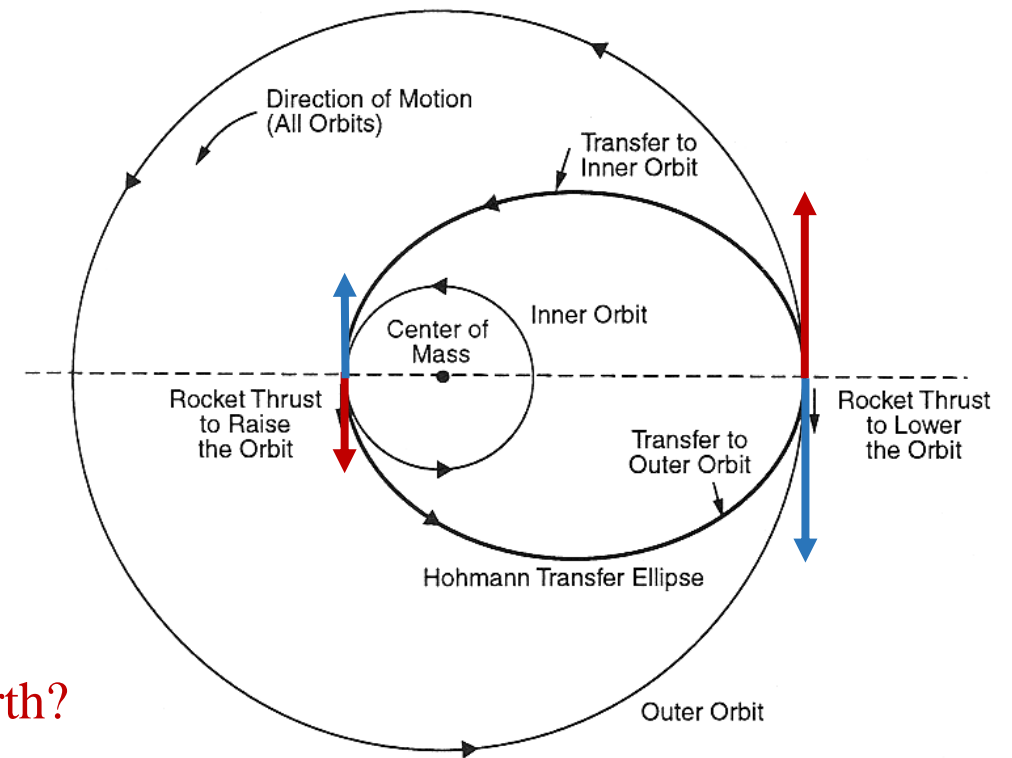 Direction of Motion
(All Orbits)
Transfer to
Inner Orbit
Inner Orbit
Center of
Mass
Rocket Thrust
to Raise
the Orbit
Rocket Thrust
to Lower
the Orbit
Transfer to
Outer Orbit
Hohmann Transfer Ellipse
rth?
Outer Orbit